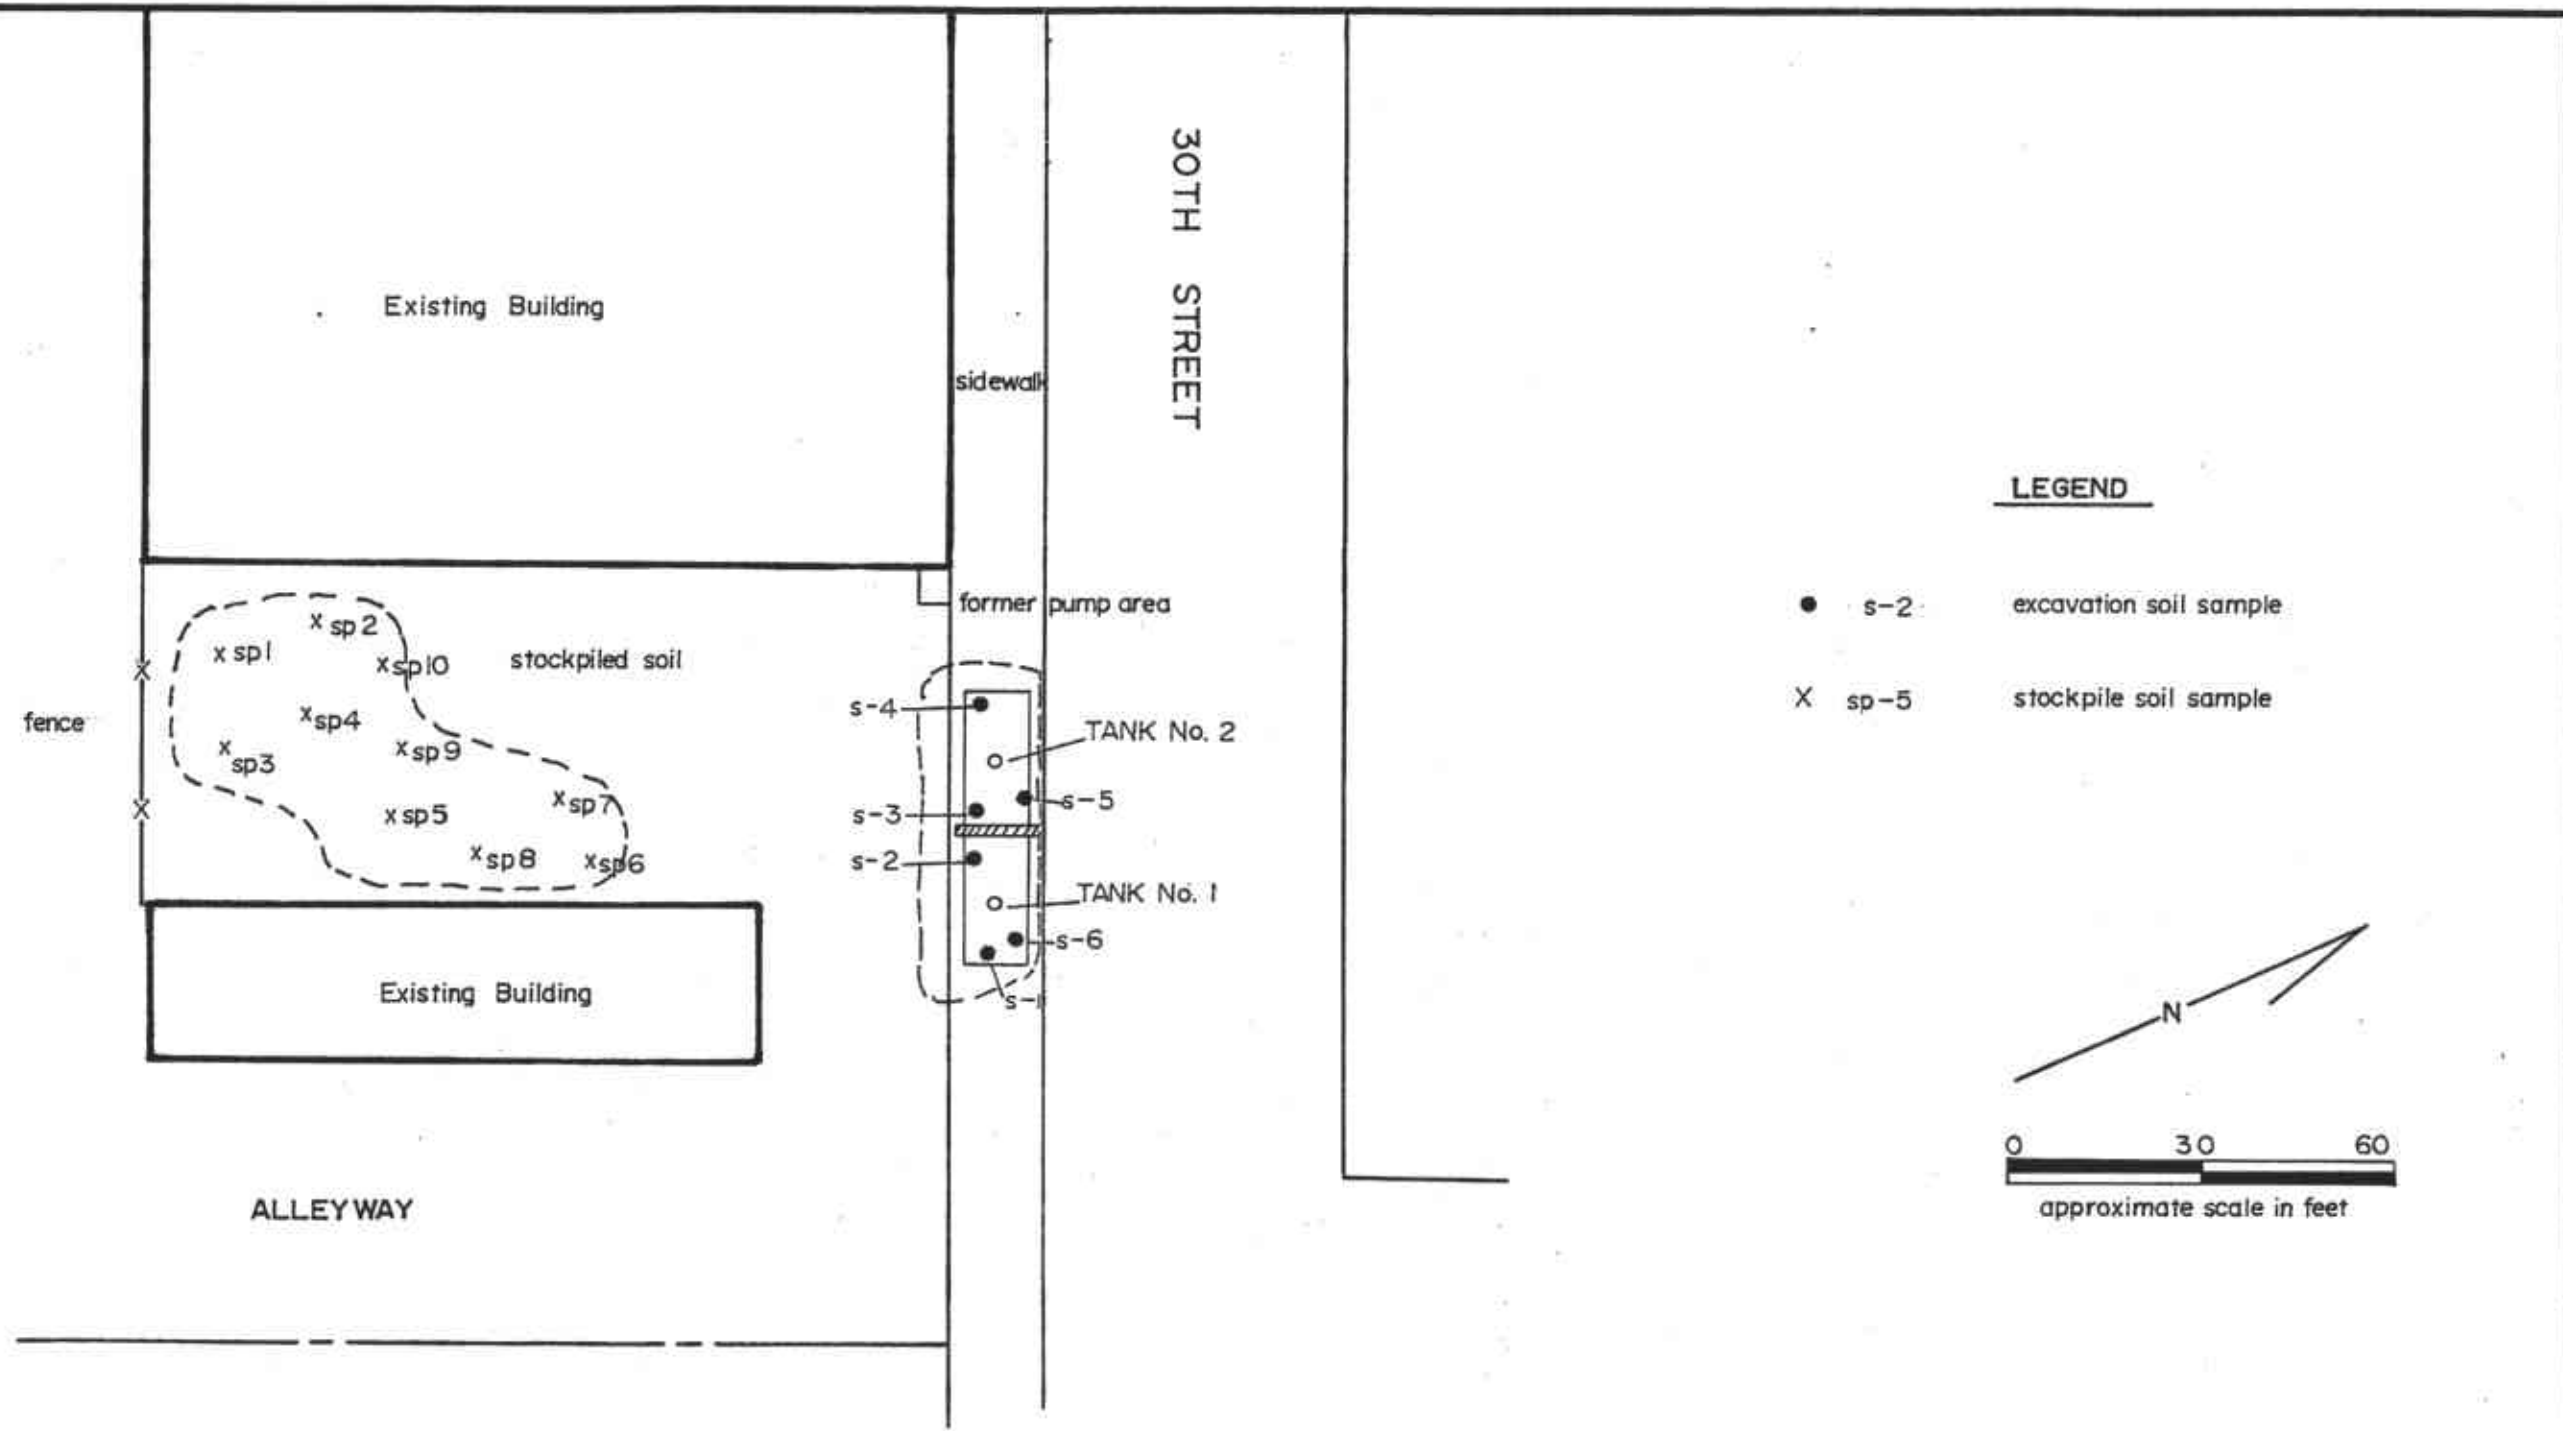 30TH STREET
Existing Building
sidewalk
LEGEND
former pump area
● s-2 excavation soil sample
x sp2
x sp1
x sp10
stockpiled soil
X sp-5 stockpile soil sample
s-4
fence
x sp4
TANK No. 2
x sp9
x sp3
x sp7
s-5
x sp5
s-3
x sp8
x sp6
s-2
TANK No. 1
s-6
Existing Building
s-1
N
0 30 60
approximate scale in feet
ALLEYWAY